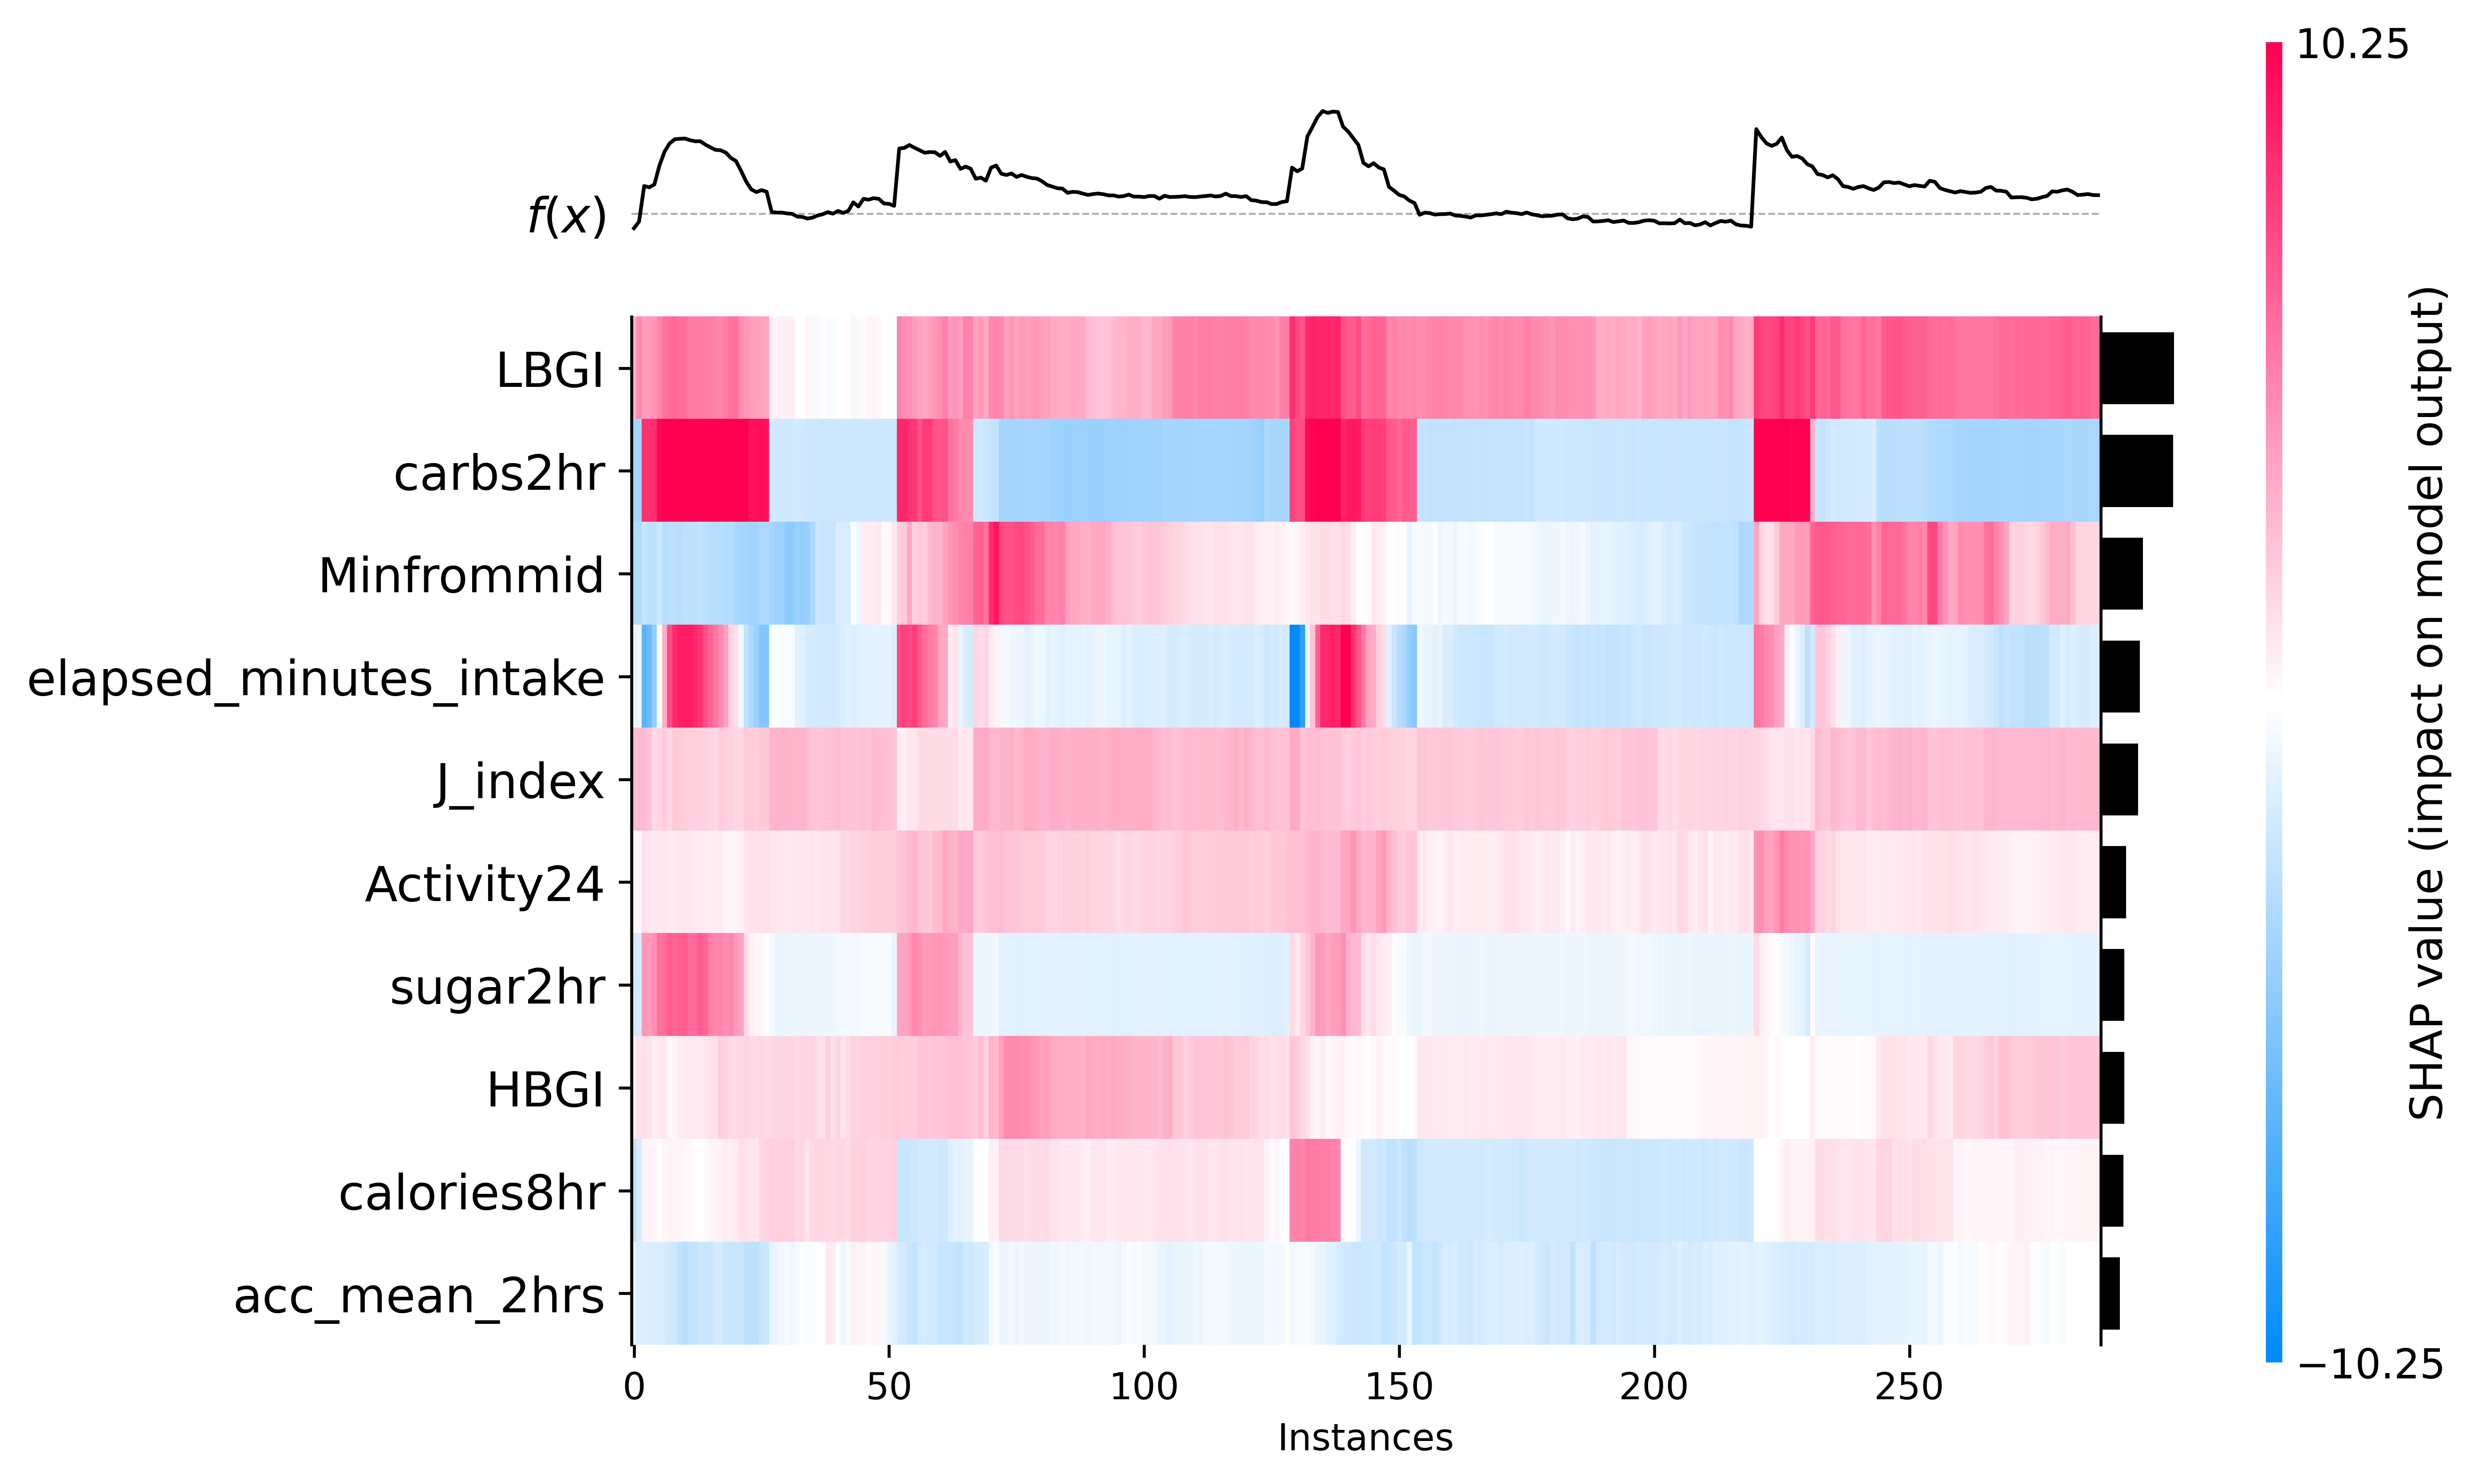 10.25
f(x)
LBGI
carbs2hr
Minfrommid
elapsed_minutes_intake
J_index
Activity24
sugar2hr
HBGI
calories8hr
acc_mean_2hrs
0 50 100 150 200 250
Instances
SHAP value (impact on model output)
−10.25